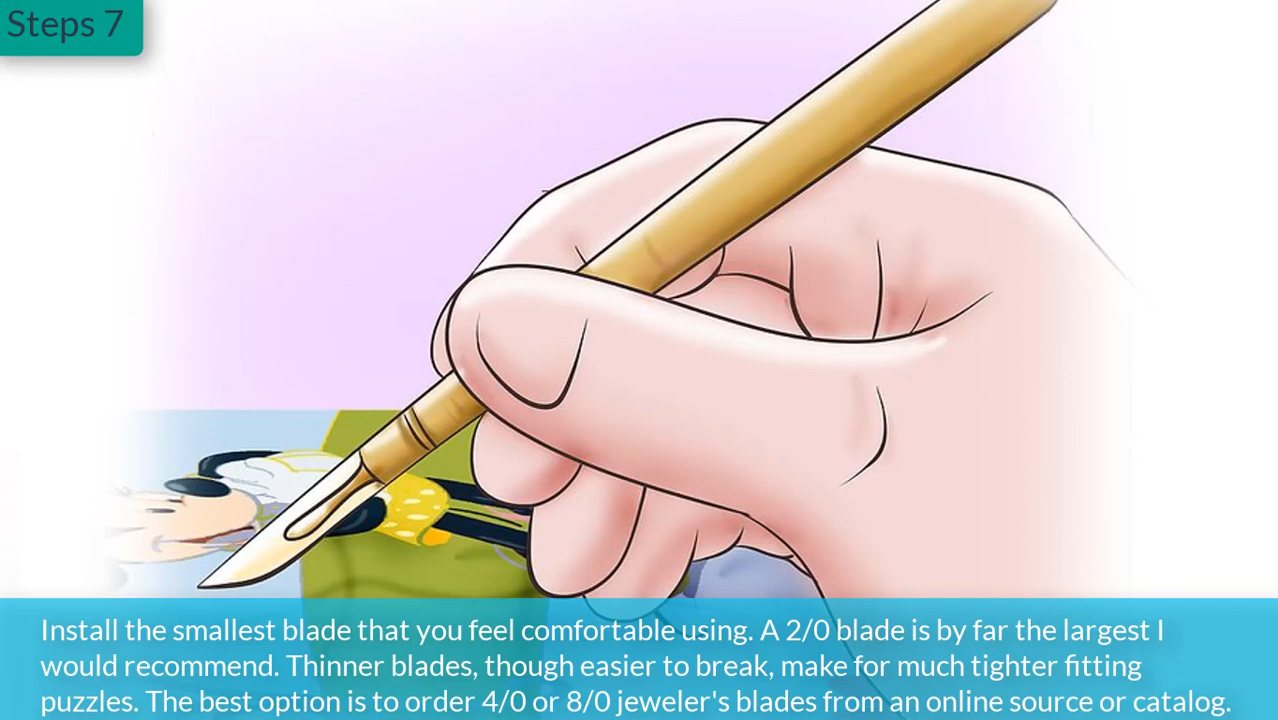 Steps 7
Install the smallest blade that you feel comfortable using. A 2/0 blade is by far the largest I
would recommend. Thinner blades, though easier to break, make for much tighter fitting
puzzles. The best option is to order 4/0 or 8/0 jeweler's blades from an online source or catalog.